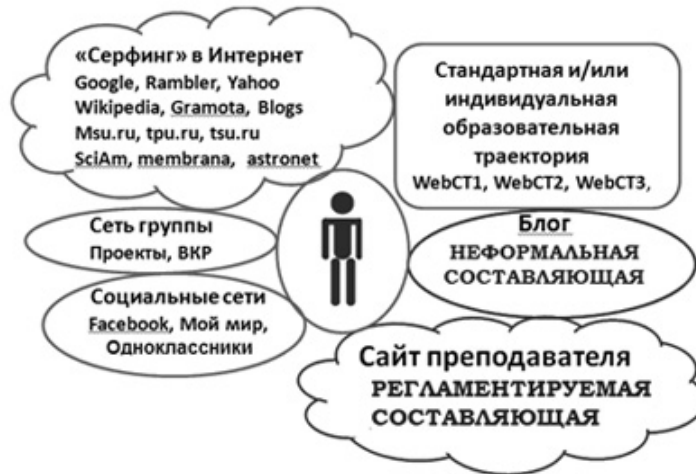 «Серфинг» в Интернет
Google, Rambler, Yahoo
Wikipedia, Gramota, Blogs
Msu.ru, tpu.ru, tsu.ru
SciAm, membrana, astronet
Стандартная и/или
индивидуальная
образовательная
траектория
WebCT1, WebCT2, WebCT3,
Сеть группы
Проекты, ВКР
Блог
НЕФОРМАЛЬНАЯ
СОСТАВЛЯЮЩАЯ
Социальные сети
Facebook, Мой мир,
Одноклассники
Сайт преподавателя
РЕГЛАМЕНТИРУЕМАЯ
СОСТАВЛЯЮЩАЯ